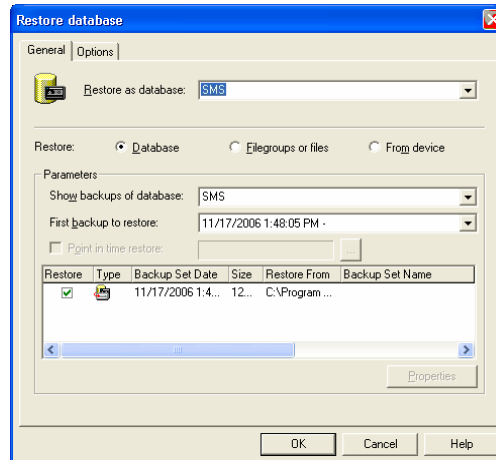 Restore database
General Options
Restore as database: SMS
Restore: Database Filegroups or files From device
Parameters
Show backups of database: SMS
First backup to restore: 11/17/2006 1:48:05 PM -
Point in time restore: ...
Restore Type Backup Set Date Size Restore From Backup Set Name
11/17/2006 1:4... 12... C:\Program ...
Properties
OK Cancel Help